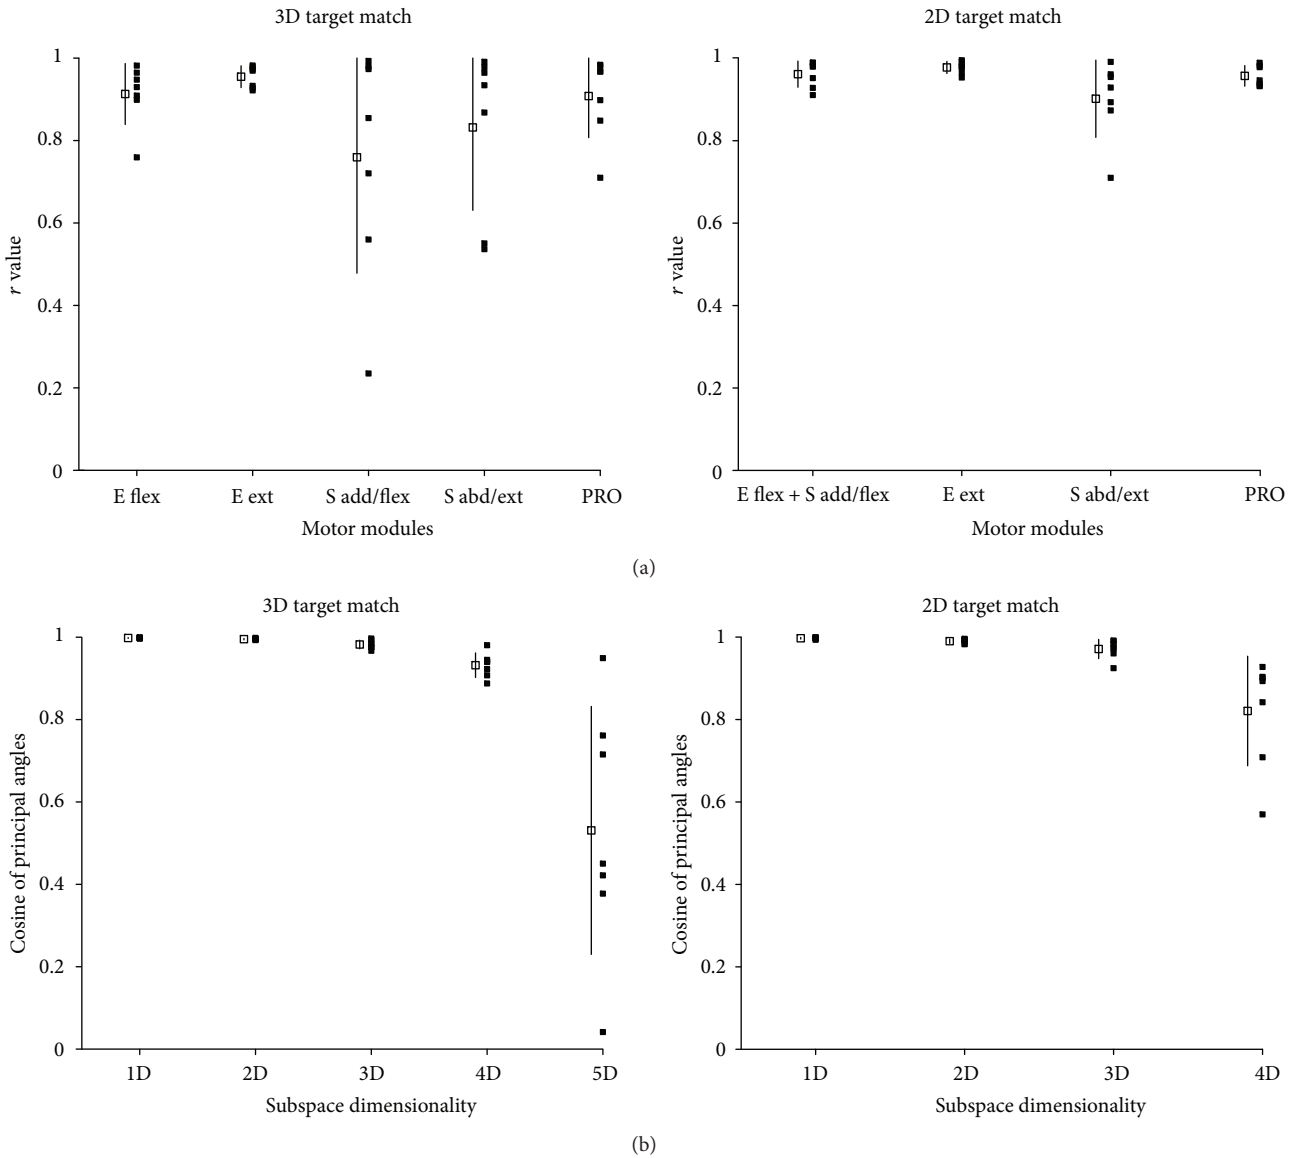 3D target match
1
0.8
0.6
0.4
0.2
0
r value
E flex E ext S add/flex S abd/ext PRO
Motor modules
2D target match
1
0.8
0.6
0.4
0.2
0
r value
E flex + S add/flex E ext S abd/ext PRO
Motor modules
(a)
3D target match
1
0.8
0.6
0.4
0.2
0
Cosine of principal angles
1D 2D 3D 4D 5D
Subspace dimensionality
2D target match
1
0.8
0.6
0.4
0.2
0
Cosine of principal angles
1D 2D 3D 4D
Subspace dimensionality
(b)